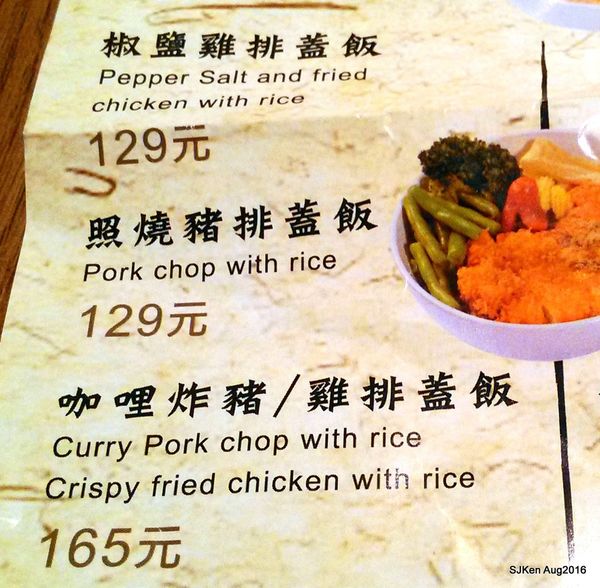 椒鹽雞排蓋飯
Pepper Salt and fried
chicken with rice
129元
照燒豬排蓋飯
Pork chop with rice
129元
咖哩炸豬/雞排蓋飯
Curry Pork chop with rice
Crispy fried chicken with rice
165元
SJKen Aug2016